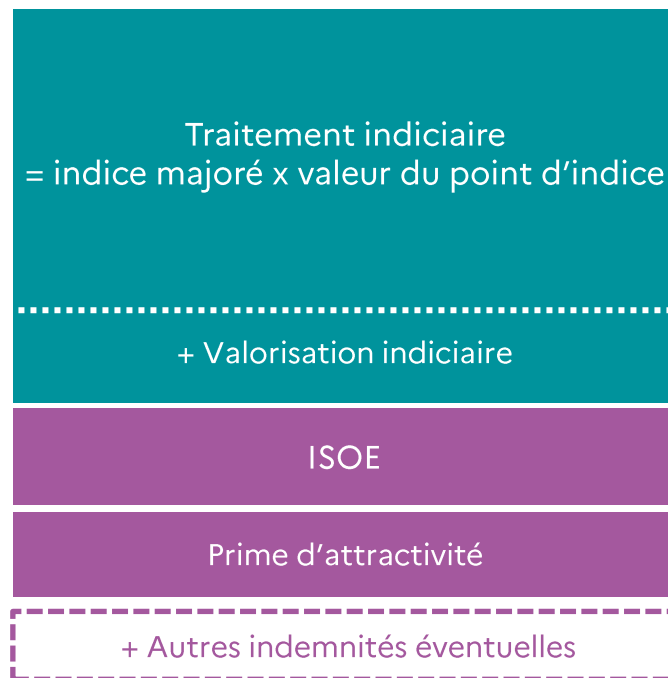 Traitement indiciaire
= indice majoré x valeur du point d’indice
+ Valorisation indiciaire
ISOE
Prime d’attractivité
+ Autres indemnités éventuelles